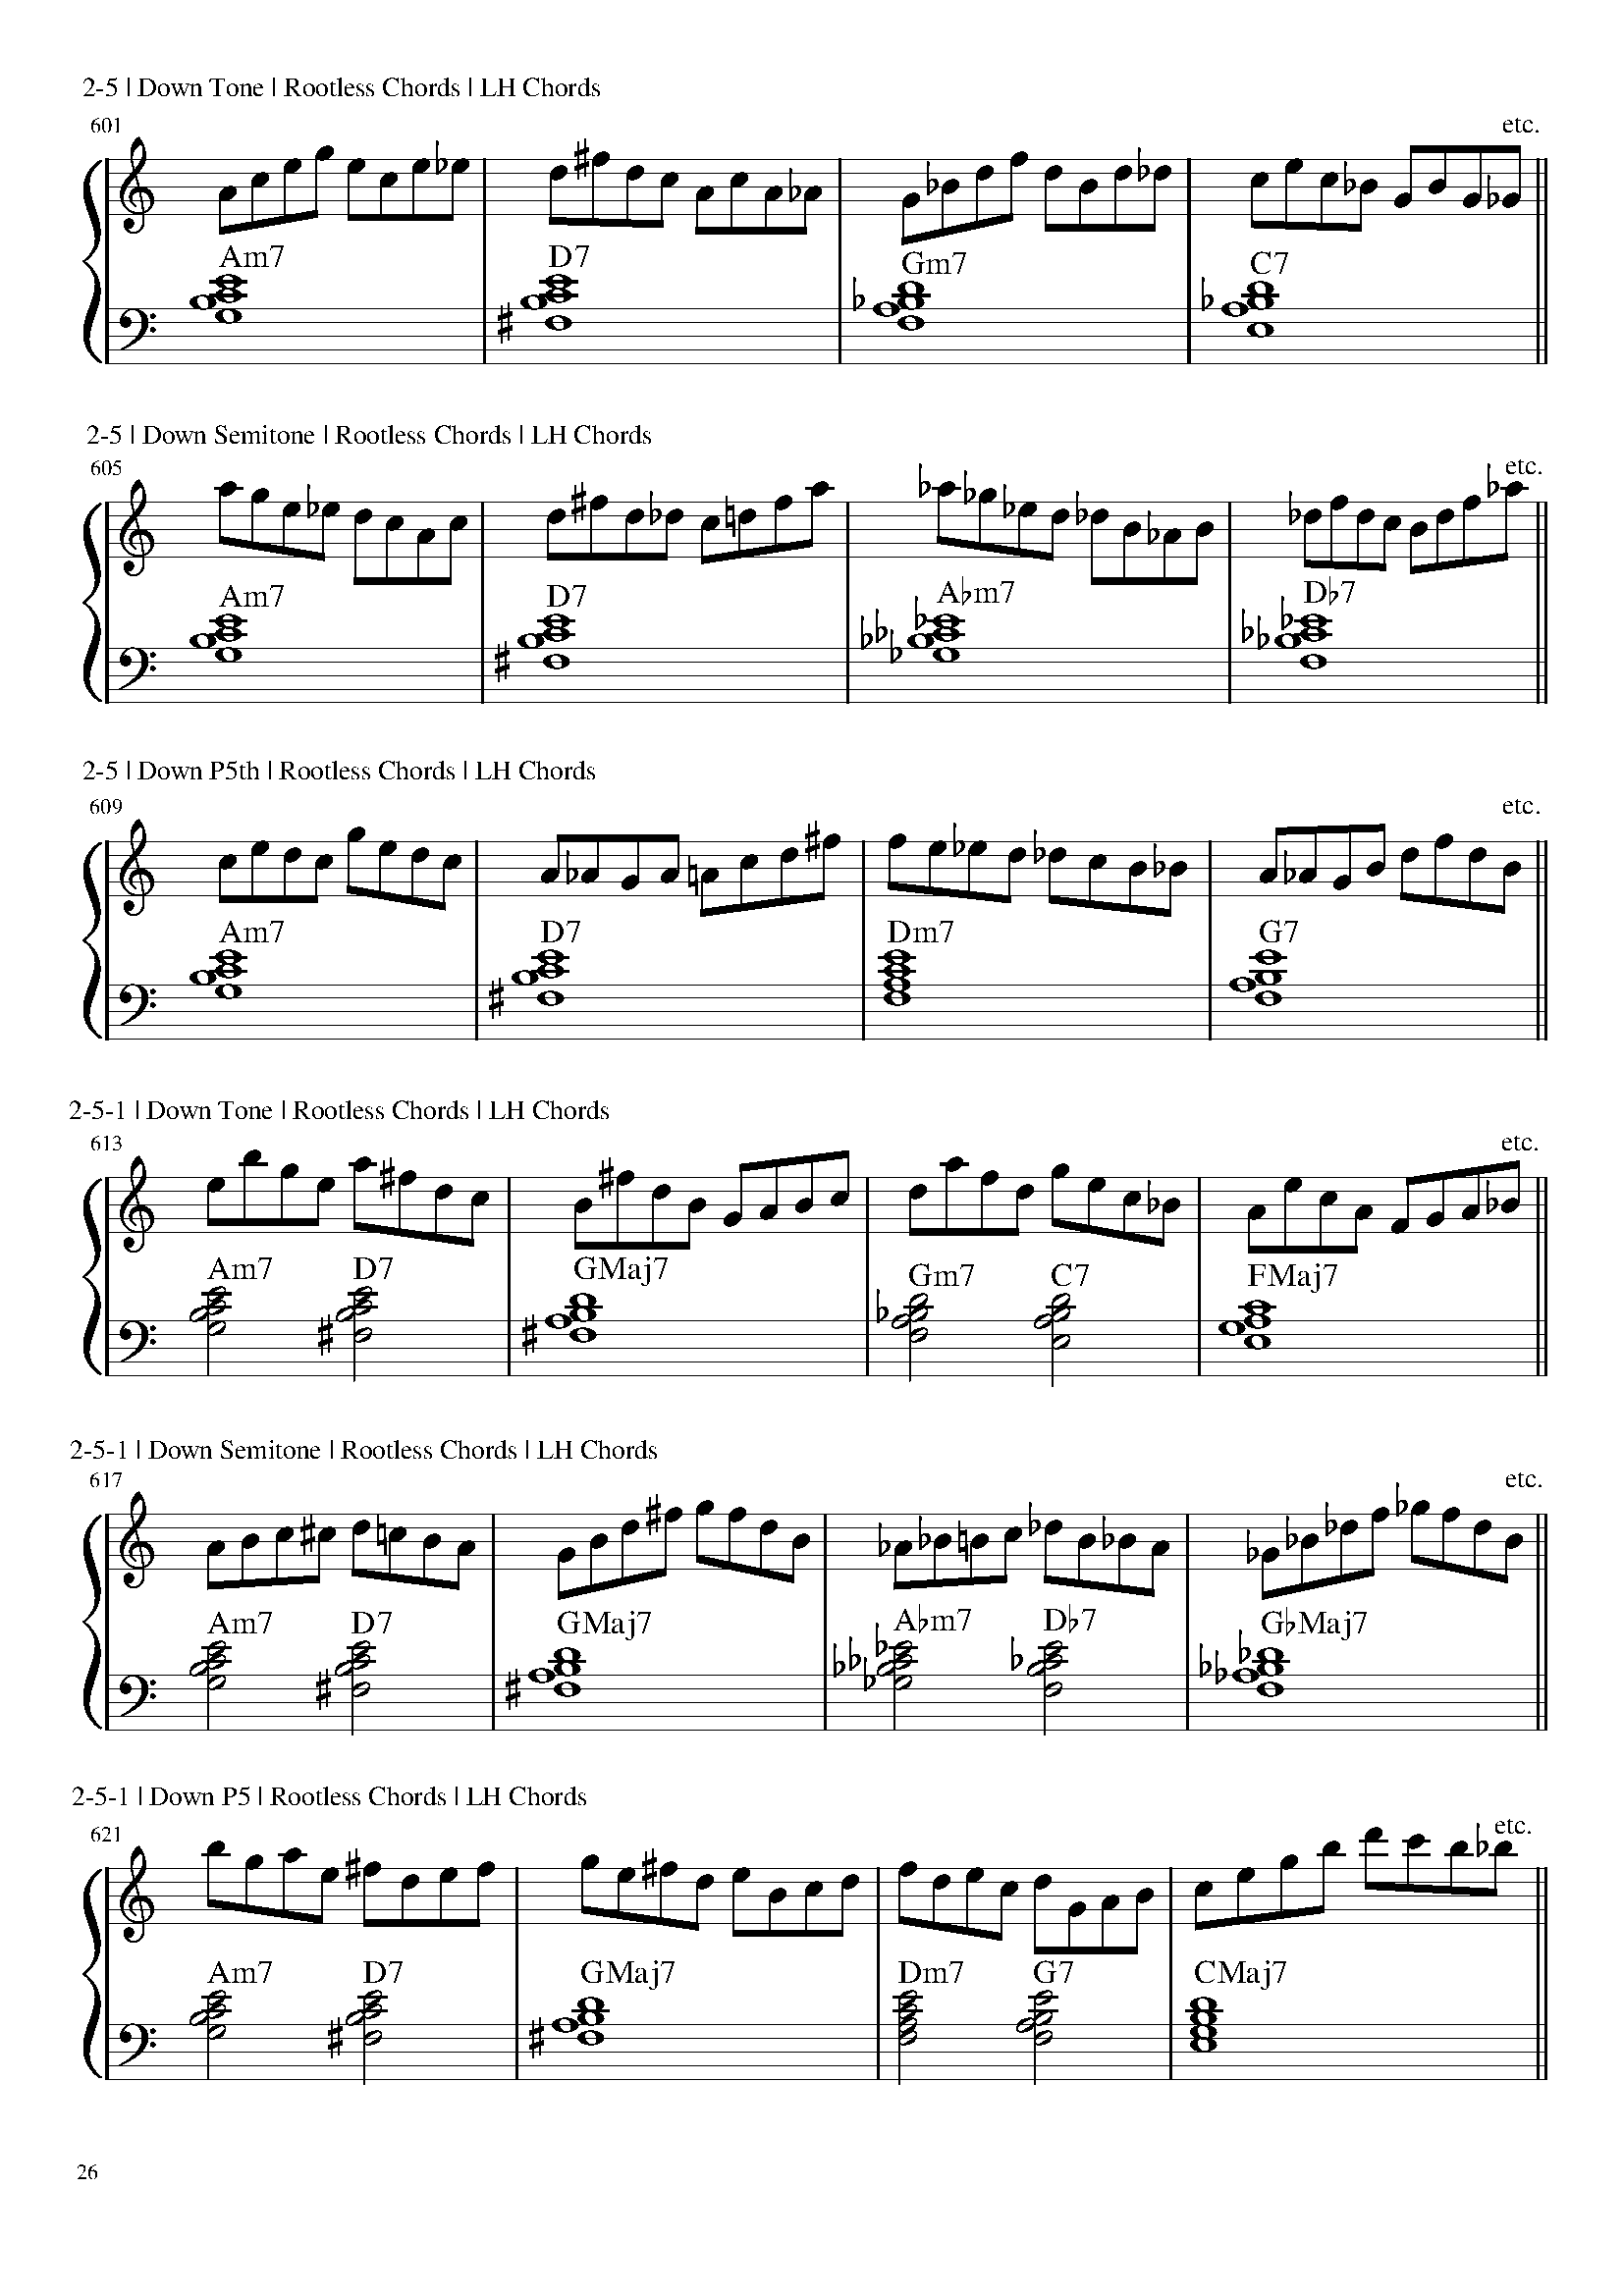 2-5 | Down Tone | Rootless Chords | LH Chords
601
etc.
Am7 D7 Gm7 C7
2-5 | Down Semitone | Rootless Chords | LH Chords
605
etc.
Am7 D7 A♭m7 D♭7
2-5 | Down P5th | Rootless Chords | LH Chords
609
etc.
Am7 D7 Dm7 G7
2-5-1 | Down Tone | Rootless Chords | LH Chords
613
etc.
Am7 D7 GMaj7 Gm7 C7 FMaj7
2-5-1 | Down Semitone | Rootless Chords | LH Chords
617
etc.
Am7 D7 GMaj7 A♭m7 D♭7 G♭Maj7
2-5-1 | Down P5 | Rootless Chords | LH Chords
621
etc.
Am7 D7 GMaj7 Dm7 G7 CMaj7
26